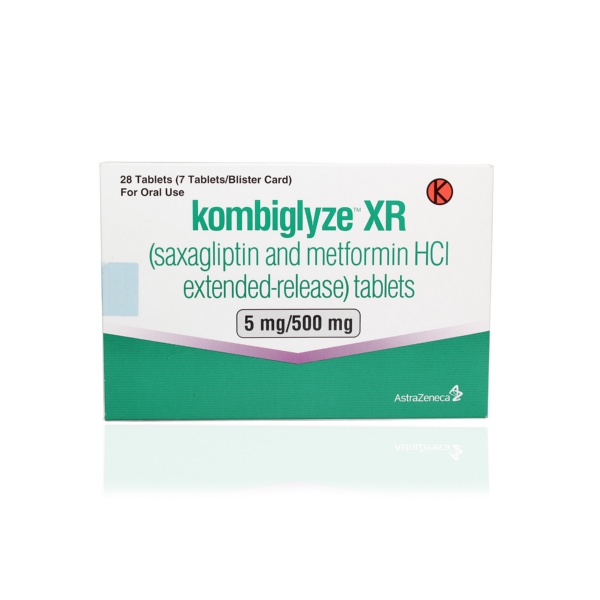 28 Tablets (7 Tablets/Blister Card)
For Oral Use
K
kombiglyze™ XR
(saxagliptin and metformin HCl
extended-release) tablets
5 mg/500 mg
AstraZeneca